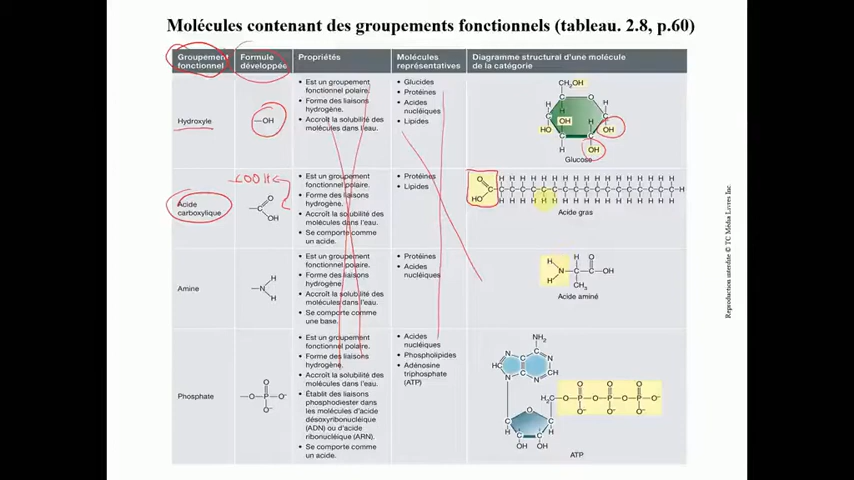 Molécules contenant des groupements fonctionnels (tableau. 2.8, p.60)
Groupement
fonctionnel
Formule
développée
Propriétés
Molécules
représentatives
Diagramme structural d'une molécule
de la catégorie
Hydroxyle
—OH
• Est un groupement
fonctionnel polaire.
• Forme des liaisons
hydrogène.
• Accroît la solubilité des
molécules dans l'eau.
• Glucides
• Protéines
• Acides
nucléiques
• Lipides
CH₂OH
C O
H H H
C C
OH H
HO OH
C C
H OH
Glucose
Acide
carboxylique
-COOH
O
—C
OH
• Est un groupement
fonctionnel polaire.
• Forme des liaisons
hydrogène.
• Accroît la solubilité des
molécules dans l'eau.
• Se comporte comme
un acide.
• Protéines
• Lipides
O H H H H H H H H H H H H H H H H H
C—C—C—C—C—C—C—C—C—C—C—C—C—C—C—C—C—C—H
HO H H H H H H H H H H H H H H H H H
Acide gras
Amine
H
—N
H
• Est un groupement
fonctionnel polaire.
• Forme des liaisons
hydrogène.
• Accroît la solubilité des
molécules dans l'eau.
• Se comporte comme
une base.
• Protéines
• Acides
nucléiques
H H O
N—C—C—OH
H CH₃
Acide aminé
Phosphate
O
—O—P—O⁻
O⁻
• Est un groupement
fonctionnel polaire.
• Forme des liaisons
hydrogène.
• Accroît la solubilité des
molécules dans l'eau.
• Établit des liaisons
phosphodiester dans
les molécules d'acide
désoxyribonucléique
(ADN) ou d'acide
ribonucléique (ARN).
• Se comporte comme
un acide.
• Acides
nucléiques
• Phospholipides
• Adénosine
triphosphate
(ATP)
NH₂
C
N C N
HC
N C N CH
O O O
H₂C—O—P—O—P—O—P—O⁻
O⁻ O⁻ O⁻
O
C C
H H
C C
OH OH
ATP
Reproduction interdite © TC Média Livres Inc.